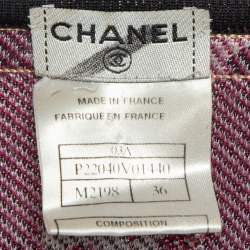 CHANEL
MADE IN FRANCE
FABRIQUE EN FRANCE
03A
P22040V01440
M2198 36
COMPOSITION